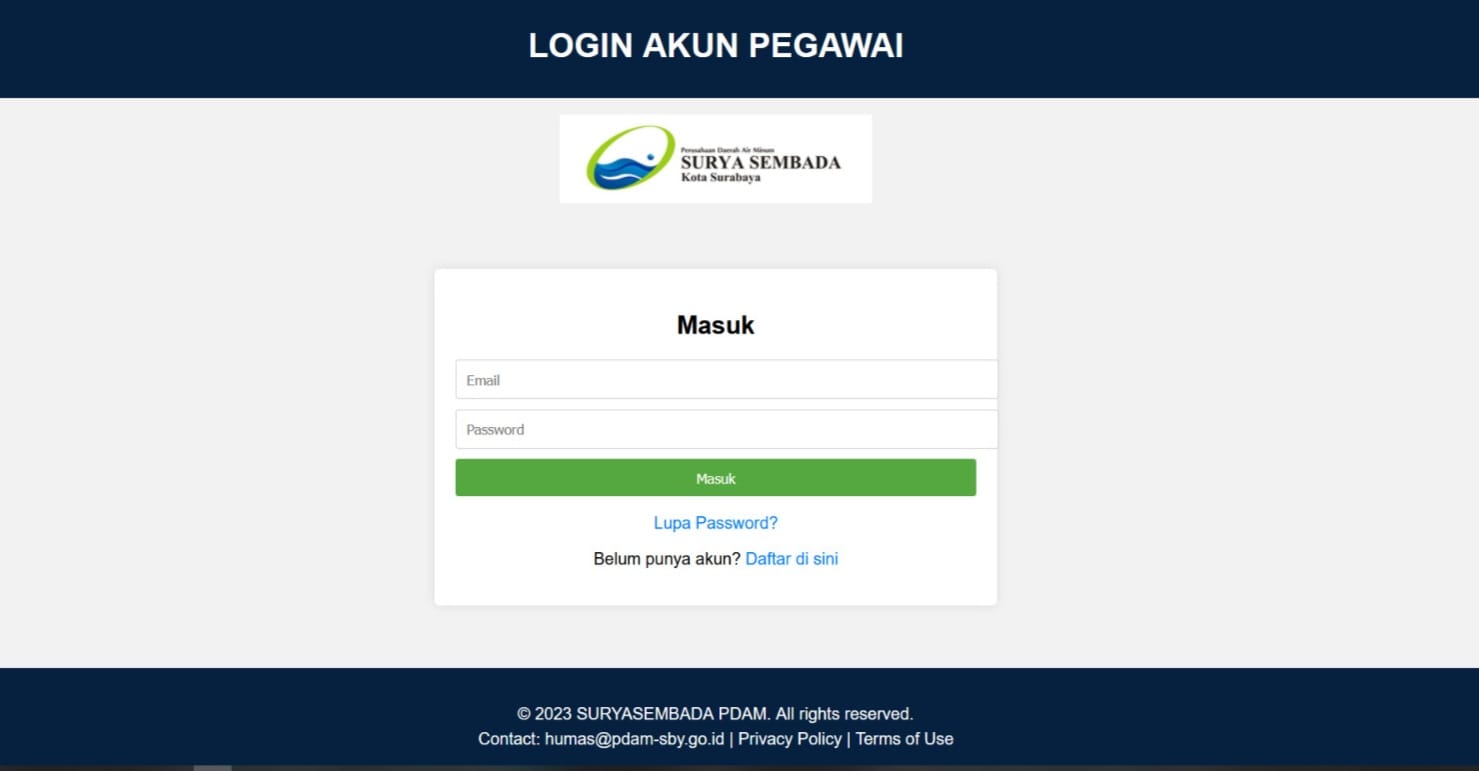 LOGIN AKUN PEGAWAI
Perusahaan Daerah Air Minum
SURYA SEMBADA
Kota Surabaya
Masuk
Email
Password
Masuk
Lupa Password?
Belum punya akun? Daftar di sini
© 2023 SURYASEMBADA PDAM. All rights reserved.
Contact: humas@pdam-sby.go.id | Privacy Policy | Terms of Use